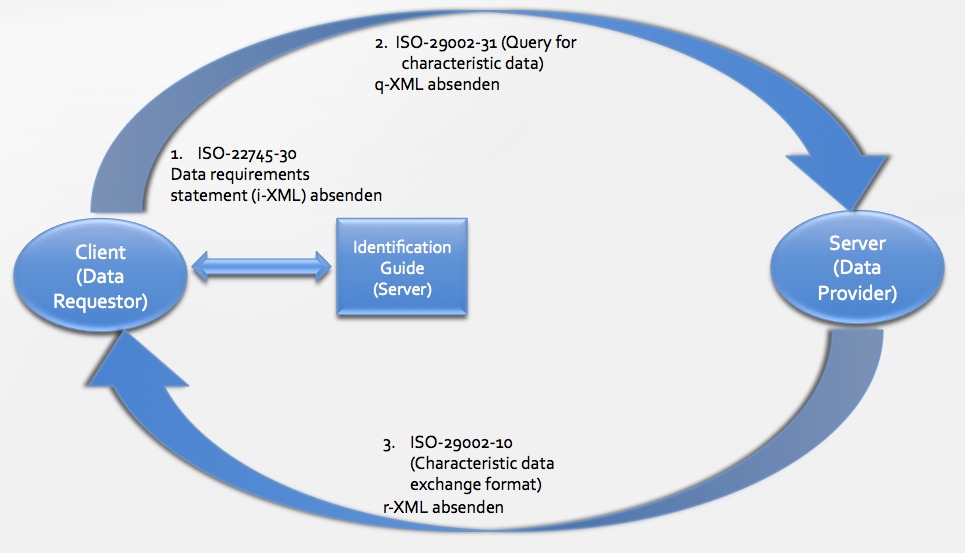 2. ISO-29002-31 (Query for
characteristic data)
q-XML absenden
1. ISO-22745-30
Data requirements
statement (i-XML) absenden
Client
(Data
Requestor)
Identification
Guide
(Server)
Server
(Data
Provider)
3. ISO-29002-10
(Characteristic data
exchange format)
r-XML absenden